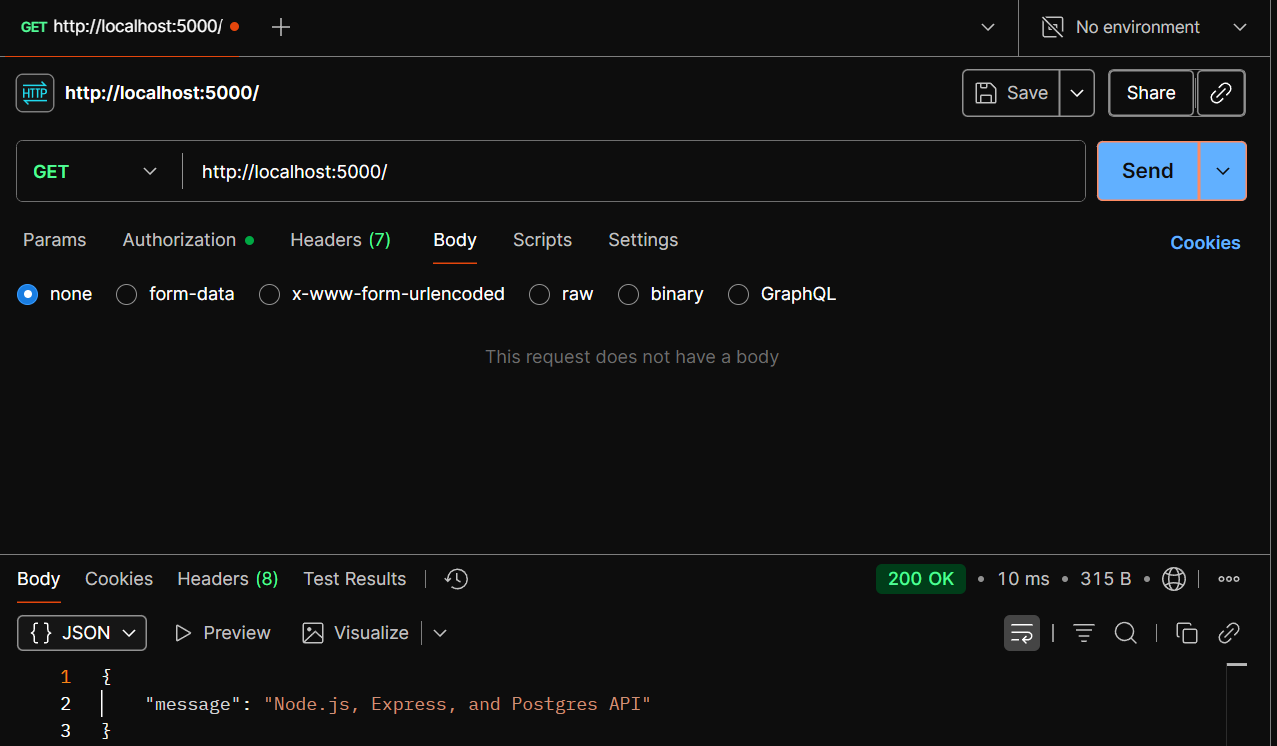 GET http://localhost:5000/
No environment
HTTP http://localhost:5000/
Save
Share
GET http://localhost:5000/
Send
Params Authorization Headers (7) Body Scripts Settings Cookies
none form-data x-www-form-urlencoded raw binary GraphQL
This request does not have a body
Body Cookies Headers (8) Test Results 200 OK • 10 ms • 315 B •
{} JSON Preview Visualize
1 {
2 "message": "Node.js, Express, and Postgres API"
3 }